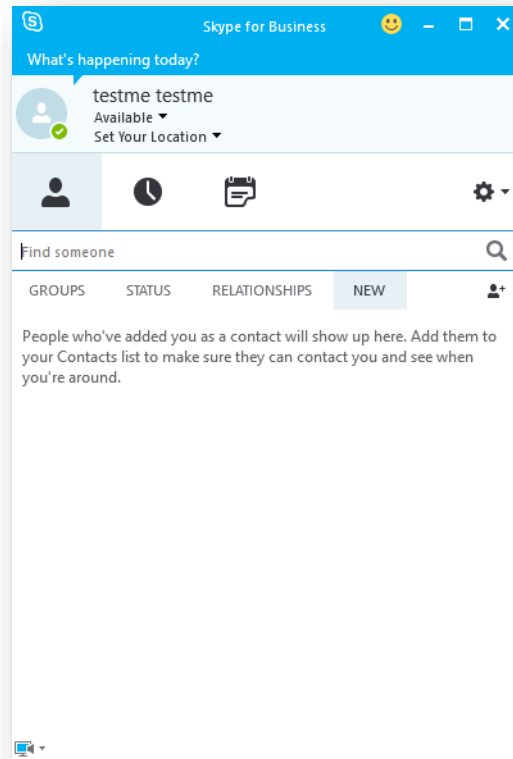 Skype for Business
What's happening today?
testme testme
Available
Set Your Location
Find someone
GROUPS STATUS RELATIONSHIPS NEW
People who've added you as a contact will show up here. Add them to
your Contacts list to make sure they can contact you and see when
you're around.